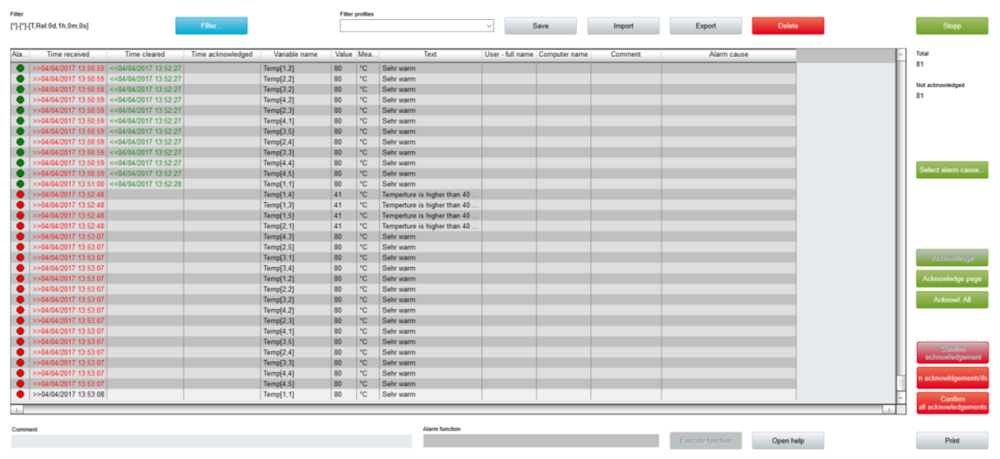 Filter
Filter profiles
[*]-[*]-[T,Rel:0d,1h,0m,0s]
Filter...
Save
Import
Export
Delete
Stopp
Ala... Time received Time cleared Time acknowledged Variable name Value Mea... Text User - full name Computer name Comment Alarm cause
Total
81
Not acknowledged
81
>>04/04/2017 13:50:59 <<04/04/2017 13:52:27 Temp[1,2] 80 °C Sehr warm
>>04/04/2017 13:50:59 <<04/04/2017 13:52:27 Temp[2,2] 80 °C Sehr warm
>>04/04/2017 13:50:59 <<04/04/2017 13:52:27 Temp[3,2] 80 °C Sehr warm
>>04/04/2017 13:50:59 <<04/04/2017 13:52:27 Temp[4,2] 80 °C Sehr warm
>>04/04/2017 13:50:59 <<04/04/2017 13:52:27 Temp[2,3] 80 °C Sehr warm
>>04/04/2017 13:50:59 <<04/04/2017 13:52:27 Temp[4,1] 80 °C Sehr warm
>>04/04/2017 13:50:59 <<04/04/2017 13:52:27 Temp[3,5] 80 °C Sehr warm
>>04/04/2017 13:50:59 <<04/04/2017 13:52:27 Temp[2,4] 80 °C Sehr warm
>>04/04/2017 13:50:59 <<04/04/2017 13:52:27 Temp[3,3] 80 °C Sehr warm
>>04/04/2017 13:50:59 <<04/04/2017 13:52:27 Temp[4,4] 80 °C Sehr warm
>>04/04/2017 13:50:59 <<04/04/2017 13:52:27 Temp[4,5] 80 °C Sehr warm
>>04/04/2017 13:51:00 <<04/04/2017 13:52:28 Temp[1,1] 80 °C Sehr warm
>>04/04/2017 13:52:48 Temp[1,4] 41 °C Temperture is higher than 40 ...
>>04/04/2017 13:52:48 Temp[1,3] 41 °C Temperture is higher than 40 ...
>>04/04/2017 13:52:48 Temp[1,5] 41 °C Temperture is higher than 40 ...
>>04/04/2017 13:52:48 Temp[2,1] 41 °C Temperture is higher than 40 ...
>>04/04/2017 13:53:07 Temp[4,3] 80 °C Sehr warm
>>04/04/2017 13:53:07 Temp[2,5] 80 °C Sehr warm
>>04/04/2017 13:53:07 Temp[3,1] 80 °C Sehr warm
>>04/04/2017 13:53:07 Temp[3,4] 80 °C Sehr warm
>>04/04/2017 13:53:07 Temp[1,2] 80 °C Sehr warm
>>04/04/2017 13:53:07 Temp[2,2] 80 °C Sehr warm
>>04/04/2017 13:53:07 Temp[3,2] 80 °C Sehr warm
>>04/04/2017 13:53:07 Temp[4,2] 80 °C Sehr warm
>>04/04/2017 13:53:07 Temp[2,3] 80 °C Sehr warm
>>04/04/2017 13:53:07 Temp[4,1] 80 °C Sehr warm
>>04/04/2017 13:53:07 Temp[3,5] 80 °C Sehr warm
>>04/04/2017 13:53:07 Temp[2,4] 80 °C Sehr warm
>>04/04/2017 13:53:07 Temp[3,3] 80 °C Sehr warm
>>04/04/2017 13:53:07 Temp[4,4] 80 °C Sehr warm
>>04/04/2017 13:53:07 Temp[4,5] 80 °C Sehr warm
>>04/04/2017 13:53:08 Temp[1,1] 80 °C Sehr warm
Select alarm cause...
Acknowledge
Acknowledge page
Acknowl. All
Confirm
acknowledgement
n acknowldgements\fo
Confirm
all acknowledgements
Comment
Alarm function
Execute function
Open help
Print